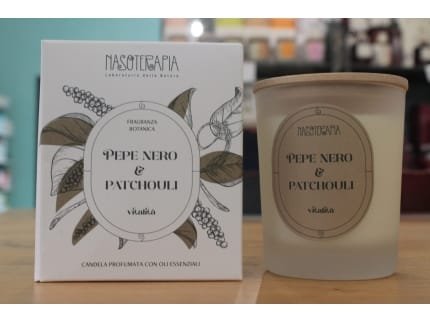 NASOTERAPIA
Laboratorio della Natura
FRAGRANZA
BOTANICA
PEPE NERO
&
PATCHOULI
vitalità
CANDELA PROFUMATA CON OLI ESSENZIALI
NASOTERAPIA
PEPE NERO
&
PATCHOULI
vitalità